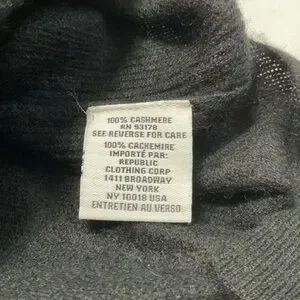 100% CASHMERE
RN 93178
SEE REVERSE FOR CARE
100% CACHEMIRE
IMPORTÉ PAR:
REPUBLIC
CLOTHING CORP
1411 BROADWAY
NEW YORK
NY 10018 USA
ENTRETIEN AU VERSO